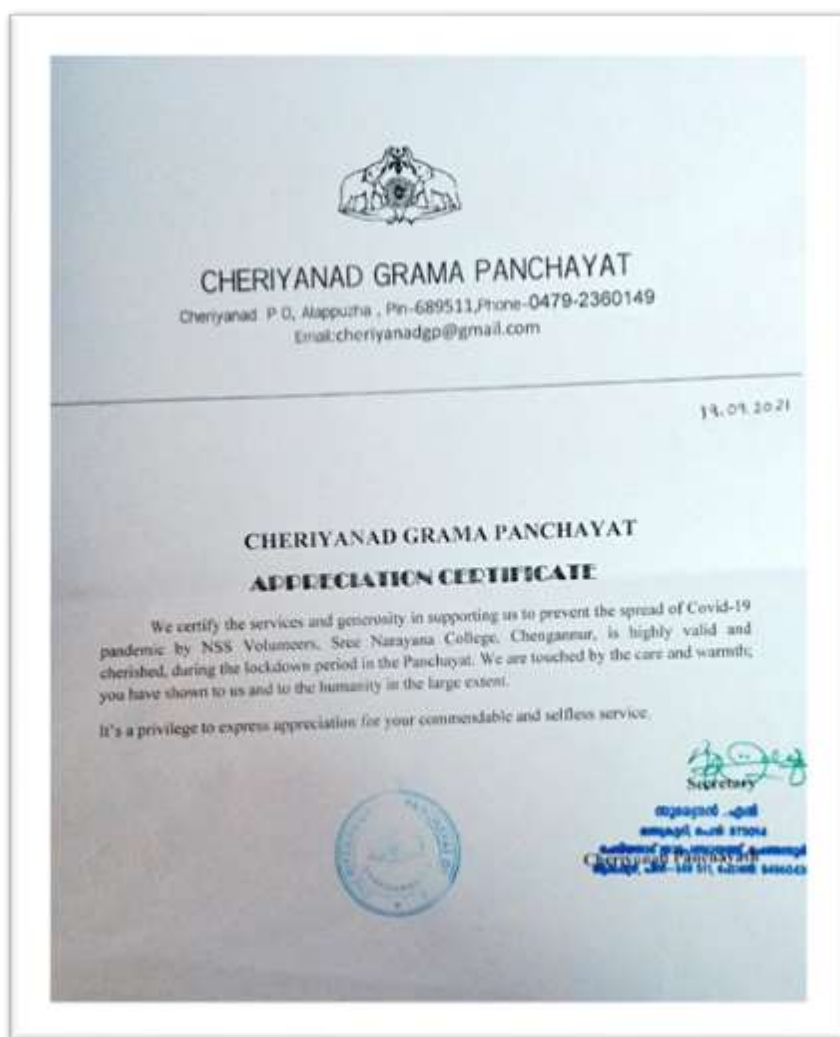 CHERIYANAD GRAMA PANCHAYAT
Cheriyanad P O, Alappuzha , Pin-689511,Phone-0479-2360149
Email:cheriyanadgp@gmail.com
.09.2021
CHERIYANAD GRAMA PANCHAYAT
APPRECIATION CERTIFICATE
We certify the services and generosity in supporting us to prevent the spread of Covid-19
pandemic by NSS Volunteers, Sree Narayana College, Chengannur, is highly valid and
cherished, during the lockdown period in the Panchayat. We are touched by the care and warmth;
you have shown to us and to the humanity in the large extent.
It's a privilege to express appreciation for your commendable and selfless service.
Secretary
Cheriyanad Panchayath